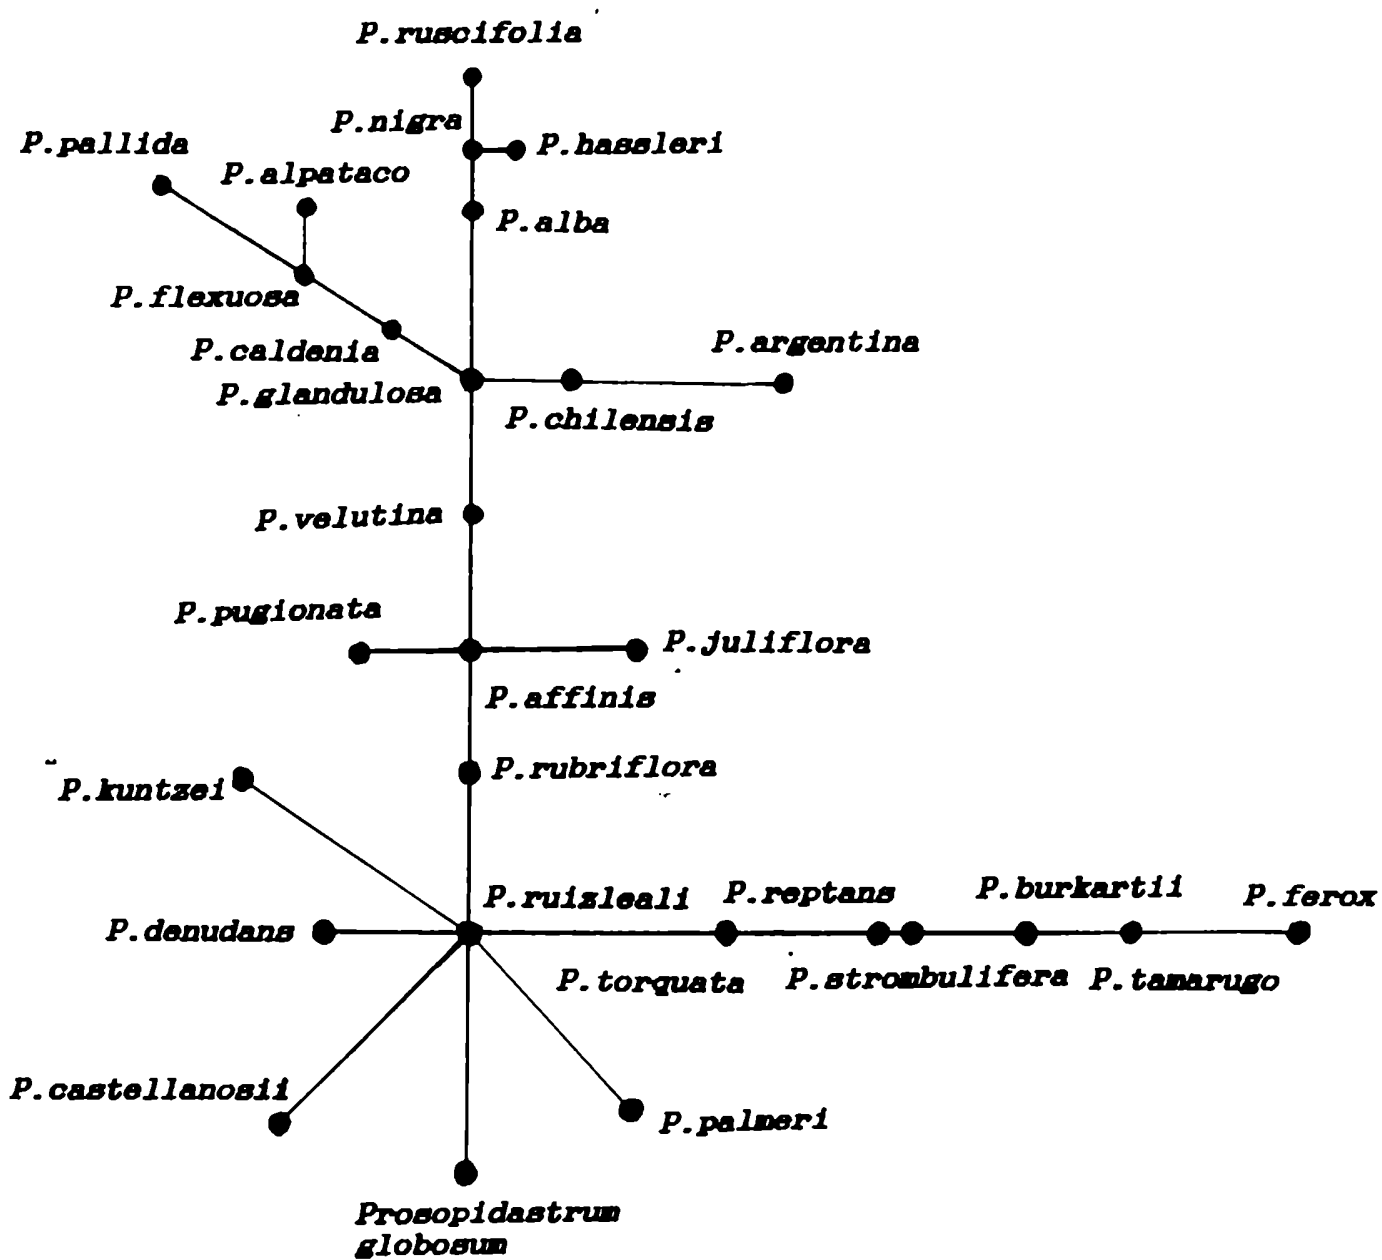 P.ruscifolia
P.nigra
P.hassleri
P.pallida
P.alpataco
P.alba
P.flexuosa
P.caldenia
P.argentina
P.glandulosa
P.chilensis
P.velutina
P.pugionata
P.juliflora
P.affinis
P.rubriflora
P.kuntzei
P.ruizleali
P.reptans
P.burkartii
P.ferox
P.denudans
P.torquata
P.strombulifera
P.tamarugo
P.castellanosii
P.palmeri
Prosopidastrum
globosum